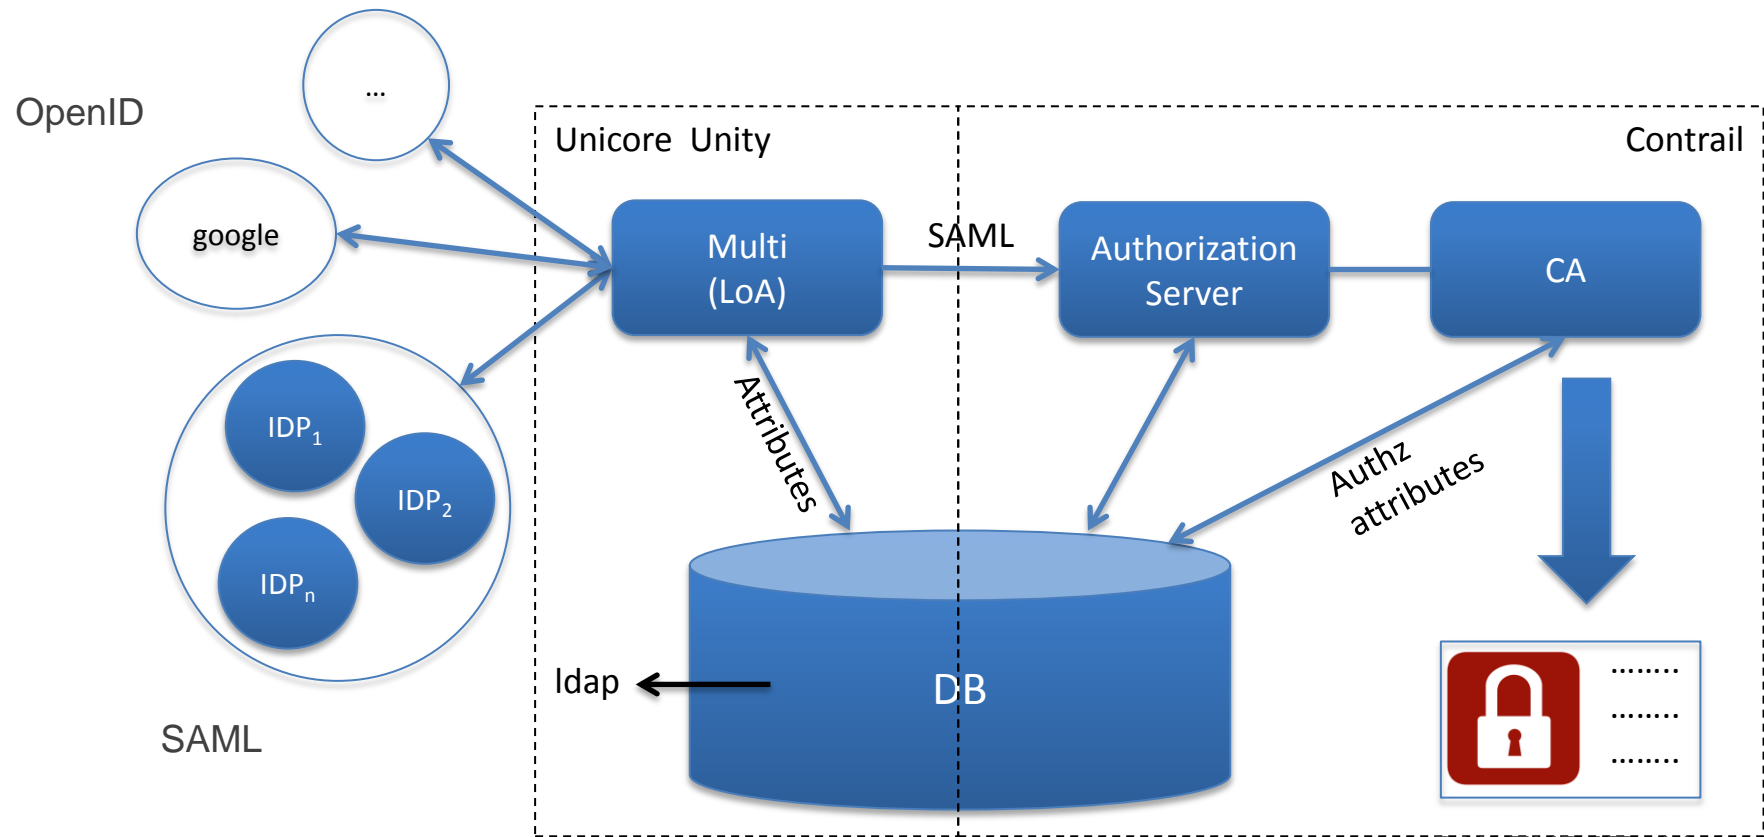 ...
OpenID
Unicore Unity
Contrail
google
Multi
(LoA)
SAML
Authorization
Server
CA
Attributes
Authz
attributes
IDP1
IDP2
IDPn
ldap
DB
SAML
........
........
........